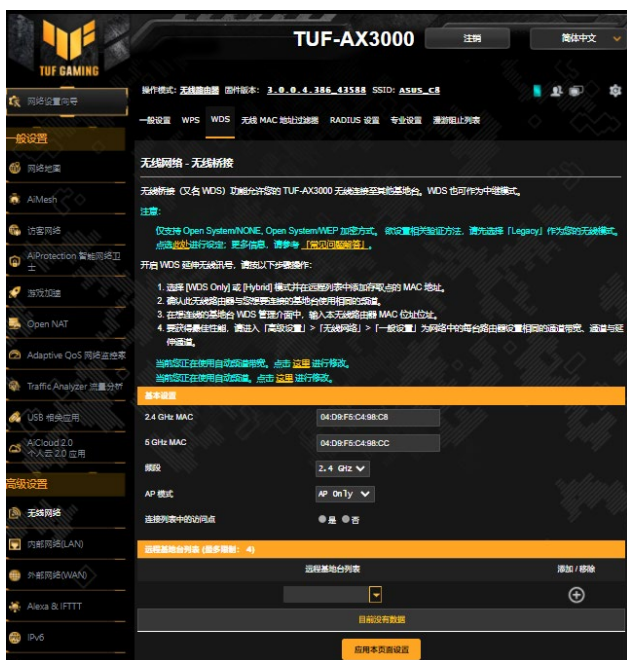 TUF-AX3000
注销
简体中文
TUF GAMING
操作模式: 无线路由器 固件版本: 3.0.0.4.386_43588 SSID: ASUS_C8
网络设置向导
一般设置 WPS WDS 无线 MAC 地址过滤器 RADIUS 设置 专业设置 漫游阻止列表
一般设置
网络地图
AiMesh
访客网络
AiProtection 智能网络卫士
游戏加速
Open NAT
Adaptive QoS 网络监控家
Traffic Analyzer 流量分析
USB 相关应用
AiCloud 2.0
个人云 2.0 应用
高级设置
无线网络
内部网络(LAN)
外部网络(WAN)
Alexa & IFTTT
IPv6
无线网络 - 无线桥接
无线桥接（又名 WDS）功能允许您的 TUF-AX3000 无线连接至其他基地台。WDS 也可作为中继模式。
注意:
仅支持 Open System/NONE, Open System/WEP 加密方式。 欲设置相关验证方法，请先选择「Legacy」作为您的无线模式。
点选此处进行设定; 更多信息，请参考 「常见问题解答」。
开启 WDS 延伸无线讯号，请按以下步骤操作:
1. 选择 [WDS Only] 或 [Hybrid] 模式并在远程列表中添加存取点的 MAC 地址。
2. 确认此无线路由器与您想要连接的基地台使用相同的频道。
3. 在想连线的基地台 WDS 管理介面中，输入本无线路由器 MAC 位址位址。
4. 要获得最佳性能，请进入「高级设置」>「无线网络」>「一般设置」为网络中的每台路由器设置相同的通道带宽、通道与延
伸通道。
当前您正在使用自动频道带宽。点击 这里 进行修改。
当前您正在使用自动频道。点击 这里 进行修改。
基本设置
2.4 GHz MAC 04:D9:F5:C4:98:C8
5 GHz MAC 04:D9:F5:C4:98:CC
频段 2.4 GHz
AP 模式 AP Only
连接列表中的访问点 是 否
远程基地台列表 (最多限制: 4)
远程基地台列表 添加 / 移除
目前没有数据
应用本页面设置